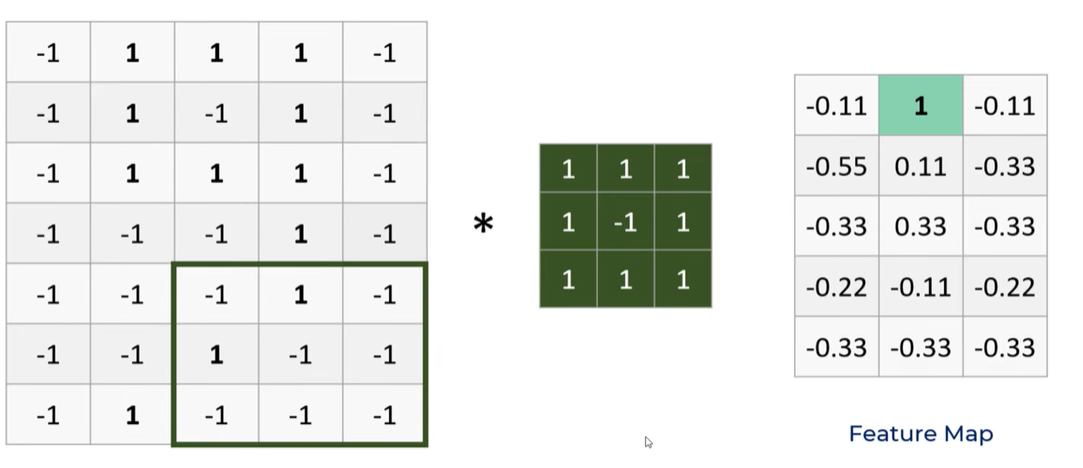 -1 1 1 1 -1
-1 1 -1 1 -1
-1 1 1 1 -1
-1 -1 -1 1 -1
-1 -1 -1 1 -1
-1 -1 1 -1 -1
-1 1 -1 -1 -1
*
1 1 1
1 -1 1
1 1 1
-0.11 1 -0.11
-0.55 0.11 -0.33
-0.33 0.33 -0.33
-0.22 -0.11 -0.22
-0.33 -0.33 -0.33
Feature Map